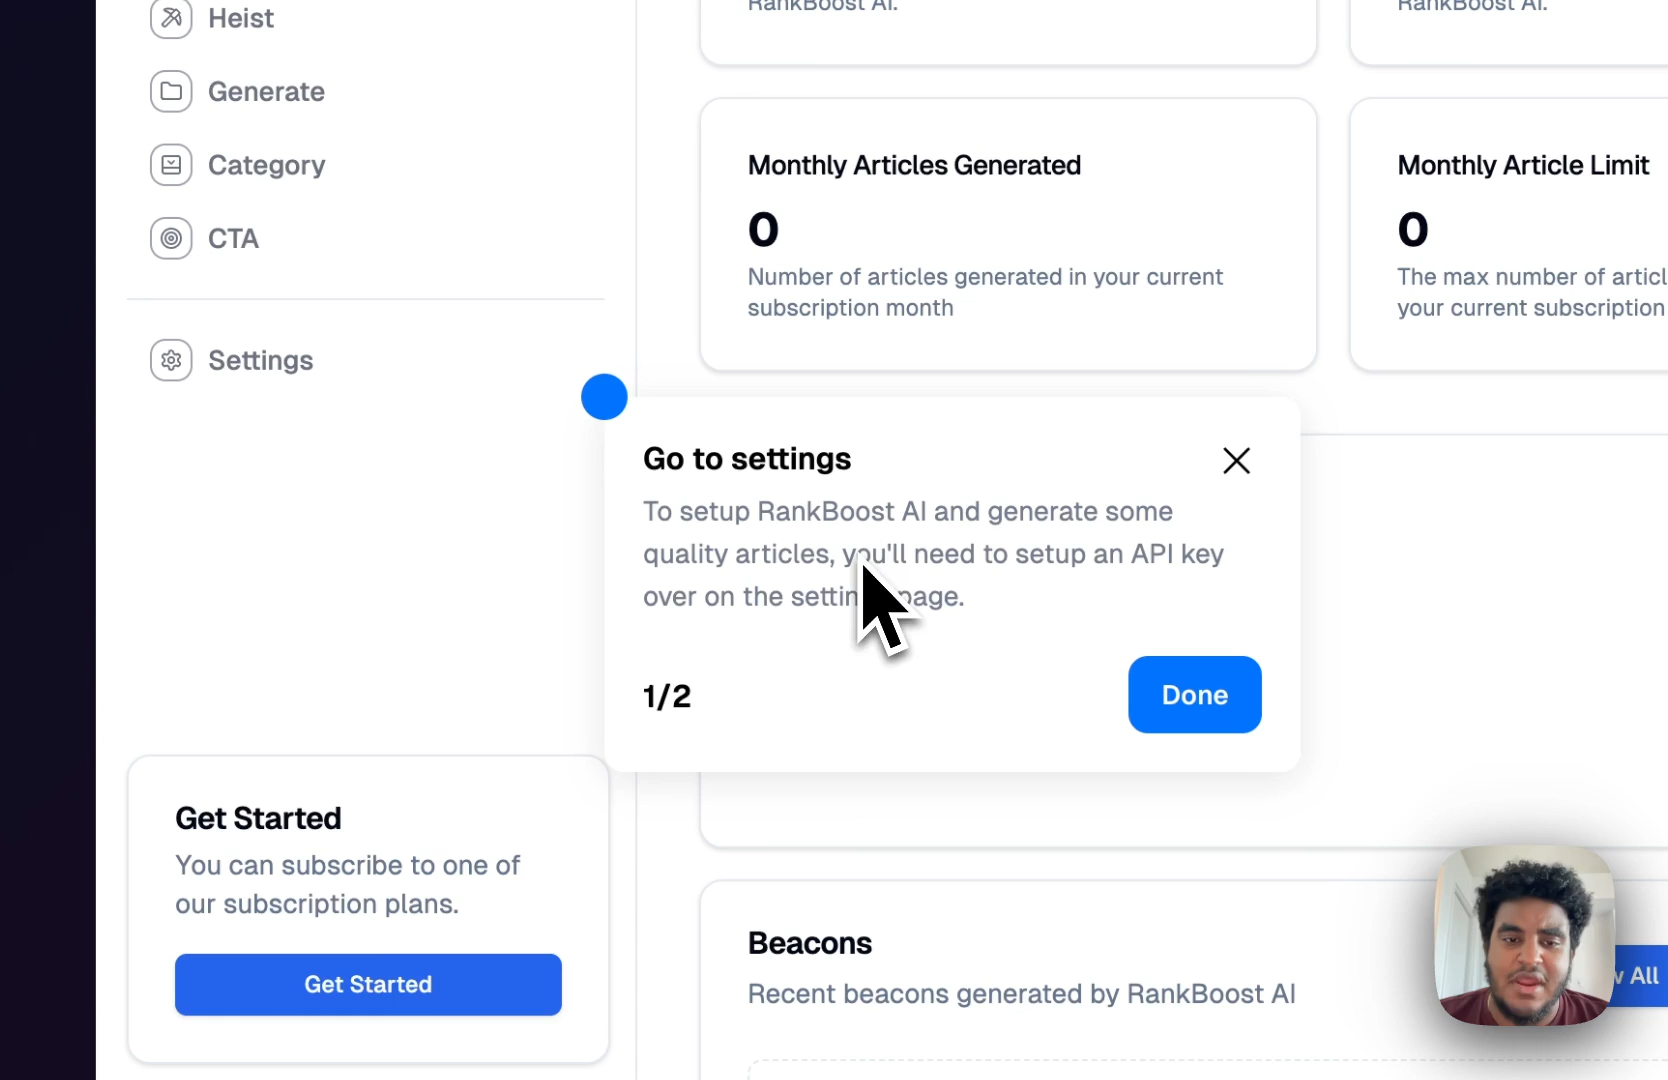 Heist
Generate
Category
CTA
Settings
RankBoost AI.
RankBoost AI.
Monthly Articles Generated
0
Number of articles generated in your current
subscription month
Monthly Article Limit
0
The max number of articl
your current subscription
Go to settings
To setup RankBoost AI and generate some
quality articles, you'll need to setup an API key
over on the settin page.
1/2
Done
Get Started
You can subscribe to one of
our subscription plans.
Get Started
Beacons
Recent beacons generated by RankBoost AI
All